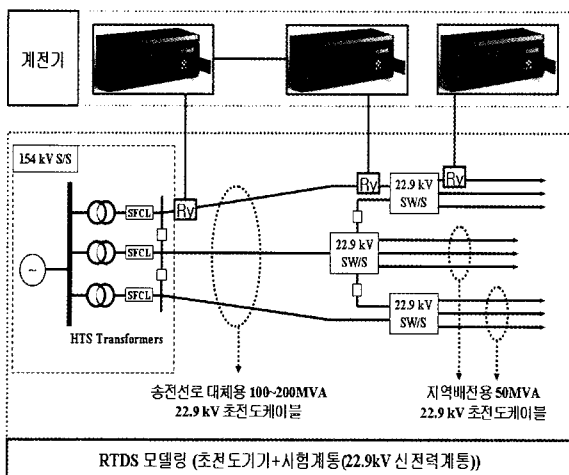 계전기
154 kV S/S
SFCL
Ry
Ry
Ry
22.9 kV
SW/S
SFCL
22.9 kV
SW/S
~
SFCL
22.9 kV
SW/S
HTS Transformers
송전선로 대체용 100~200MVA
22.9 kV 초전도케이블
지역배전용 50MVA
22.9 kV 초전도케이블
RTDS 모델링 (초전도기기+시험계통(22.9kV 신전력계통))